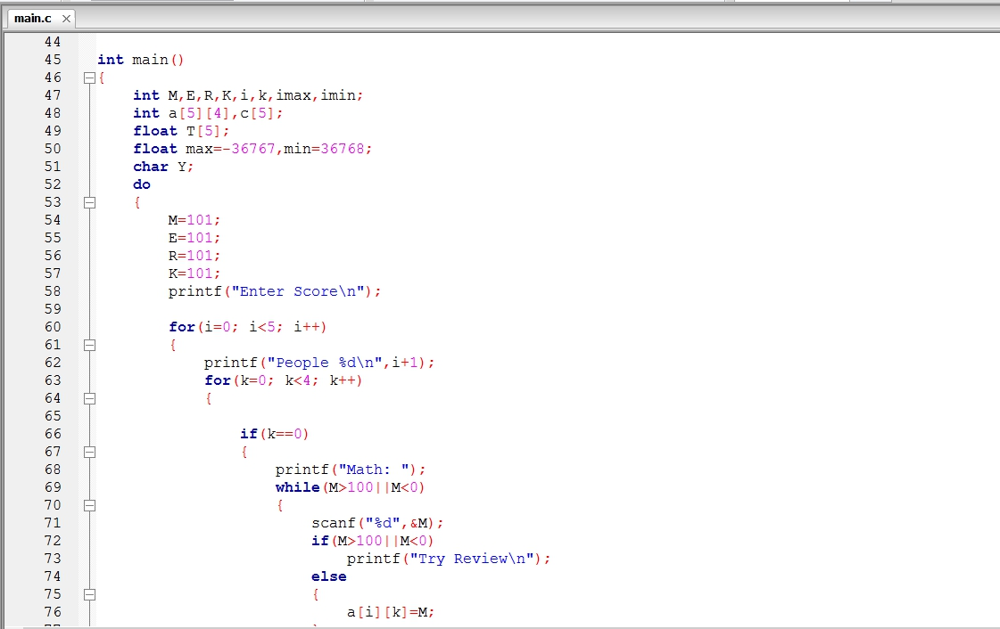 main.c
44
45 int main()
46 {
47 int M,E,R,K,i,k,imax,imin;
48 int a[5][4],c[5];
49 float T[5];
50 float max=-36767,min=36768;
51 char Y;
52 do
53 {
54 M=101;
55 E=101;
56 R=101;
57 K=101;
58 printf("Enter Score\n");
59
60 for(i=0; i<5; i++)
61 {
62 printf("People %d\n",i+1);
63 for(k=0; k<4; k++)
64 {
65
66 if(k==0)
67 {
68 printf("Math: ");
69 while(M>100||M<0)
70 {
71 scanf("%d",&M);
72 if(M>100||M<0)
73 printf("Try Review\n");
74 else
75 {
76 a[i][k]=M;